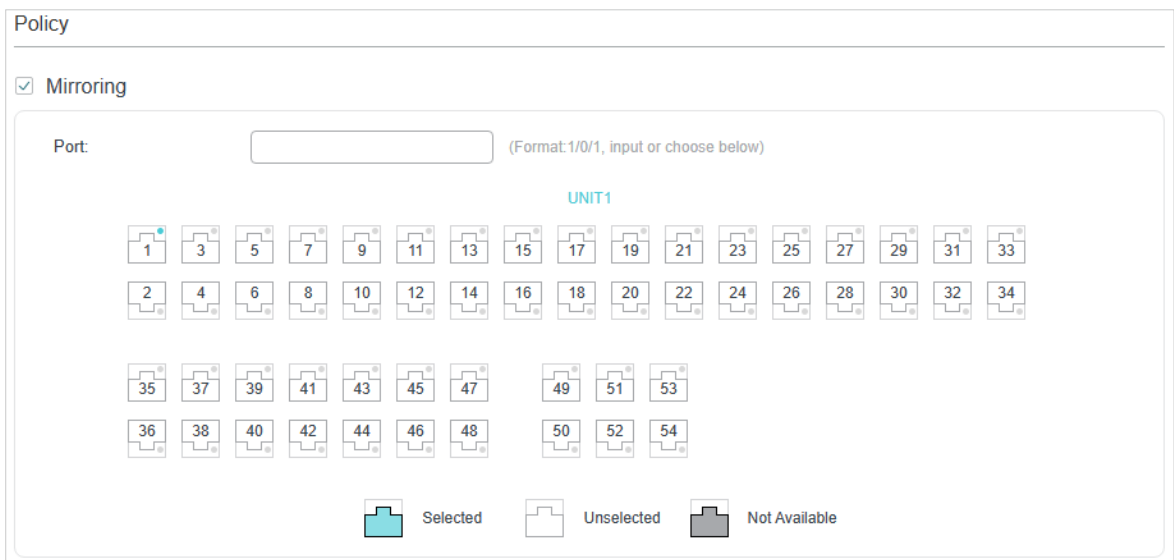 Policy
Mirroring
Port:
(Format:1/0/1, input or choose below)
UNIT1
1 3 5 7 9 11 13 15 17 19 21 23 25 27 29 31 33
2 4 6 8 10 12 14 16 18 20 22 24 26 28 30 32 34
35 37 39 41 43 45 47 49 51 53
36 38 40 42 44 46 48 50 52 54
Selected Unselected Not Available